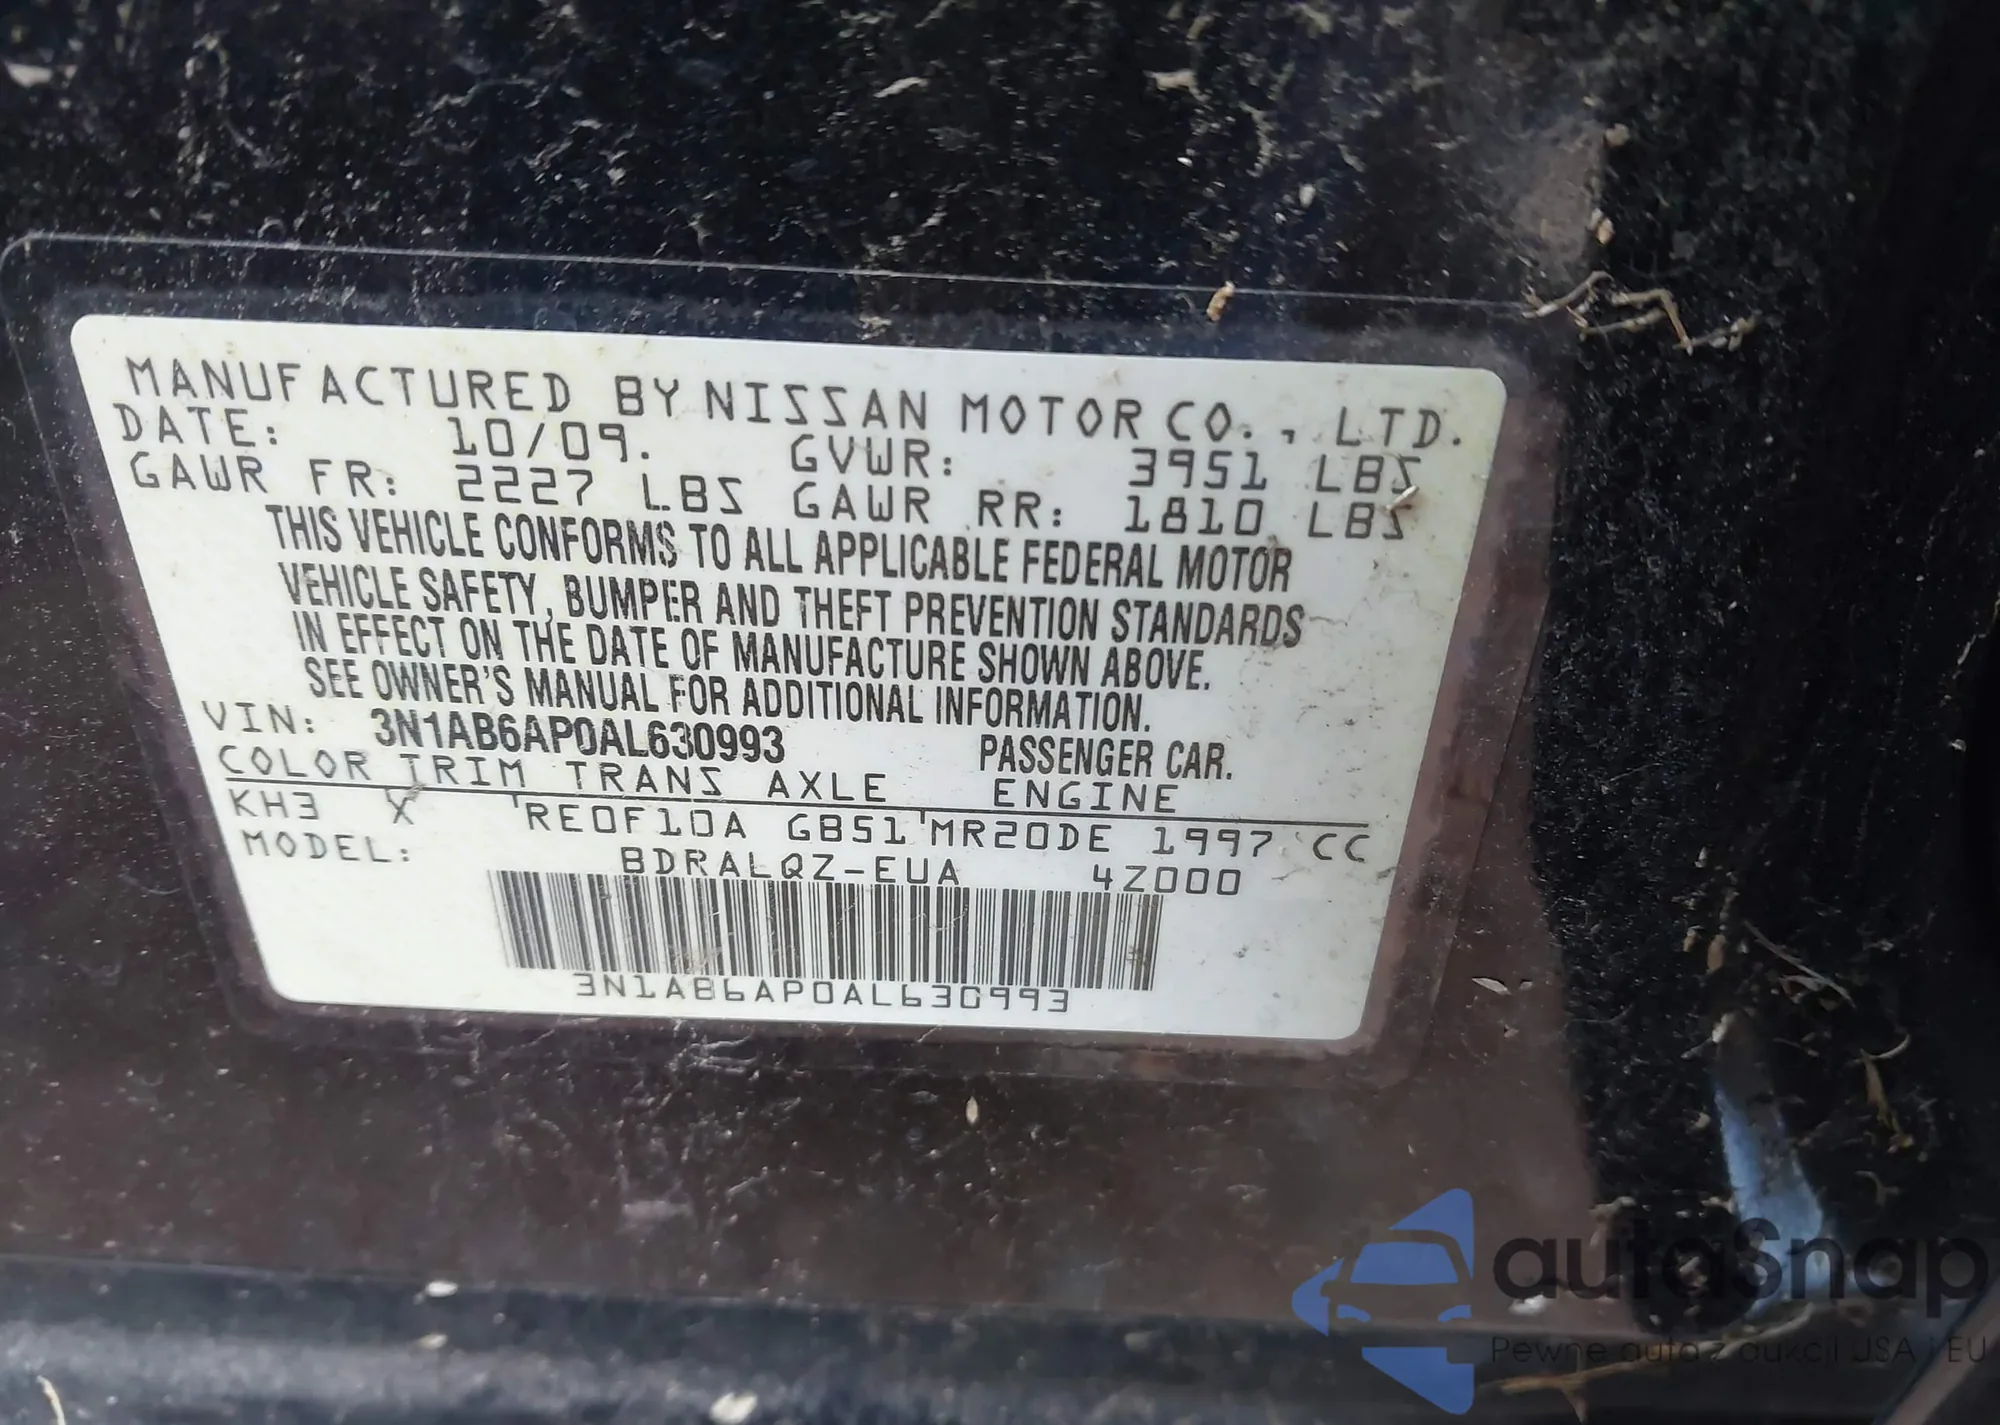 MANUFACTURED BY NISSAN MOTOR CO., LTD.
DATE: 10/09. GVWR: 3951 LBS
GAWR FR: 2227 LBS GAWR RR: 1810 LBS
THIS VEHICLE CONFORMS TO ALL APPLICABLE FEDERAL MOTOR
VEHICLE SAFETY, BUMPER AND THEFT PREVENTION STANDARDS
IN EFFECT ON THE DATE OF MANUFACTURE SHOWN ABOVE.
SEE OWNER'S MANUAL FOR ADDITIONAL INFORMATION.
VIN: 3N1AB6AP0AL630993 PASSENGER CAR.
COLOR TRIM TRANS AXLE ENGINE
KH3 X RE0F10A GB51 MR20DE 1997 CC
MODEL: BDRALQZ-EUA 4Z000
3N1AB6AP0AL630993
autaSnap
Pewne auta z aukcji USA i EU